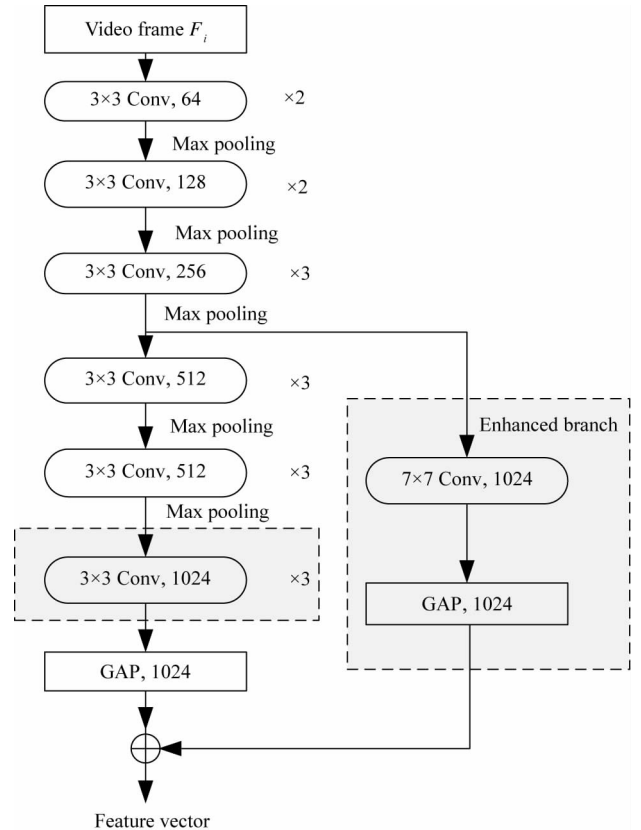 Video frame F_i
3×3 Conv, 64
×2
Max pooling
3×3 Conv, 128
×2
Max pooling
3×3 Conv, 256
×3
Max pooling
3×3 Conv, 512
×3
Max pooling
3×3 Conv, 512
×3
Max pooling
3×3 Conv, 1024
×3
GAP, 1024
Enhanced branch
7×7 Conv, 1024
GAP, 1024
Feature vector